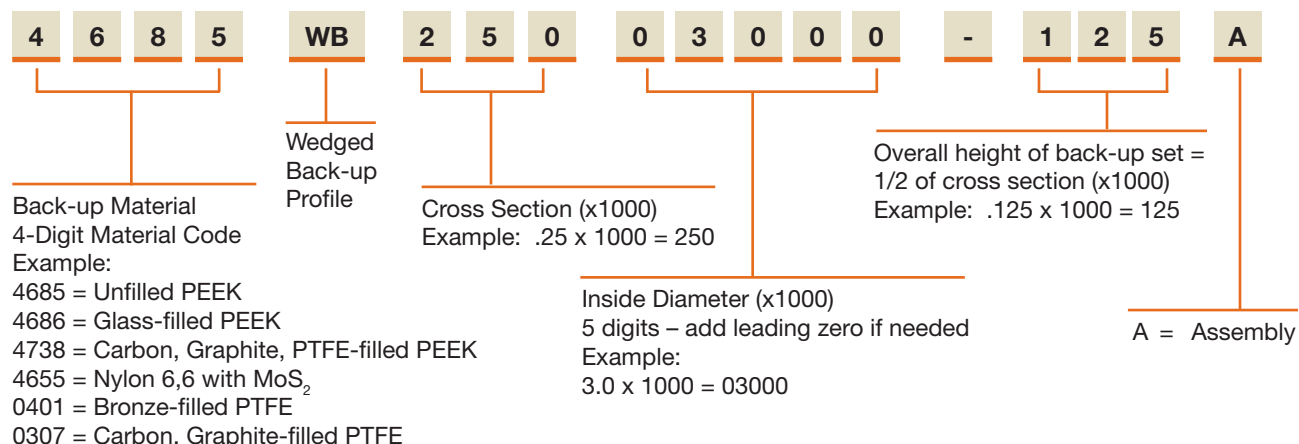 4 6 8 5 WB 2 5 0 0 3 0 0 0 - 1 2 5 A
Wedged
Back-up
Profile
Back-up Material
4-Digit Material Code
Example:
4685 = Unfilled PEEK
4686 = Glass-filled PEEK
4738 = Carbon, Graphite, PTFE-filled PEEK
4655 = Nylon 6,6 with MoS₂
0401 = Bronze-filled PTFE
0307 = Carbon, Graphite-filled PTFE
Cross Section (x1000)
Example: .25 x 1000 = 250
Inside Diameter (x1000)
5 digits – add leading zero if needed
Example:
3.0 x 1000 = 03000
Overall height of back-up set =
1/2 of cross section (x1000)
Example: .125 x 1000 = 125
A = Assembly